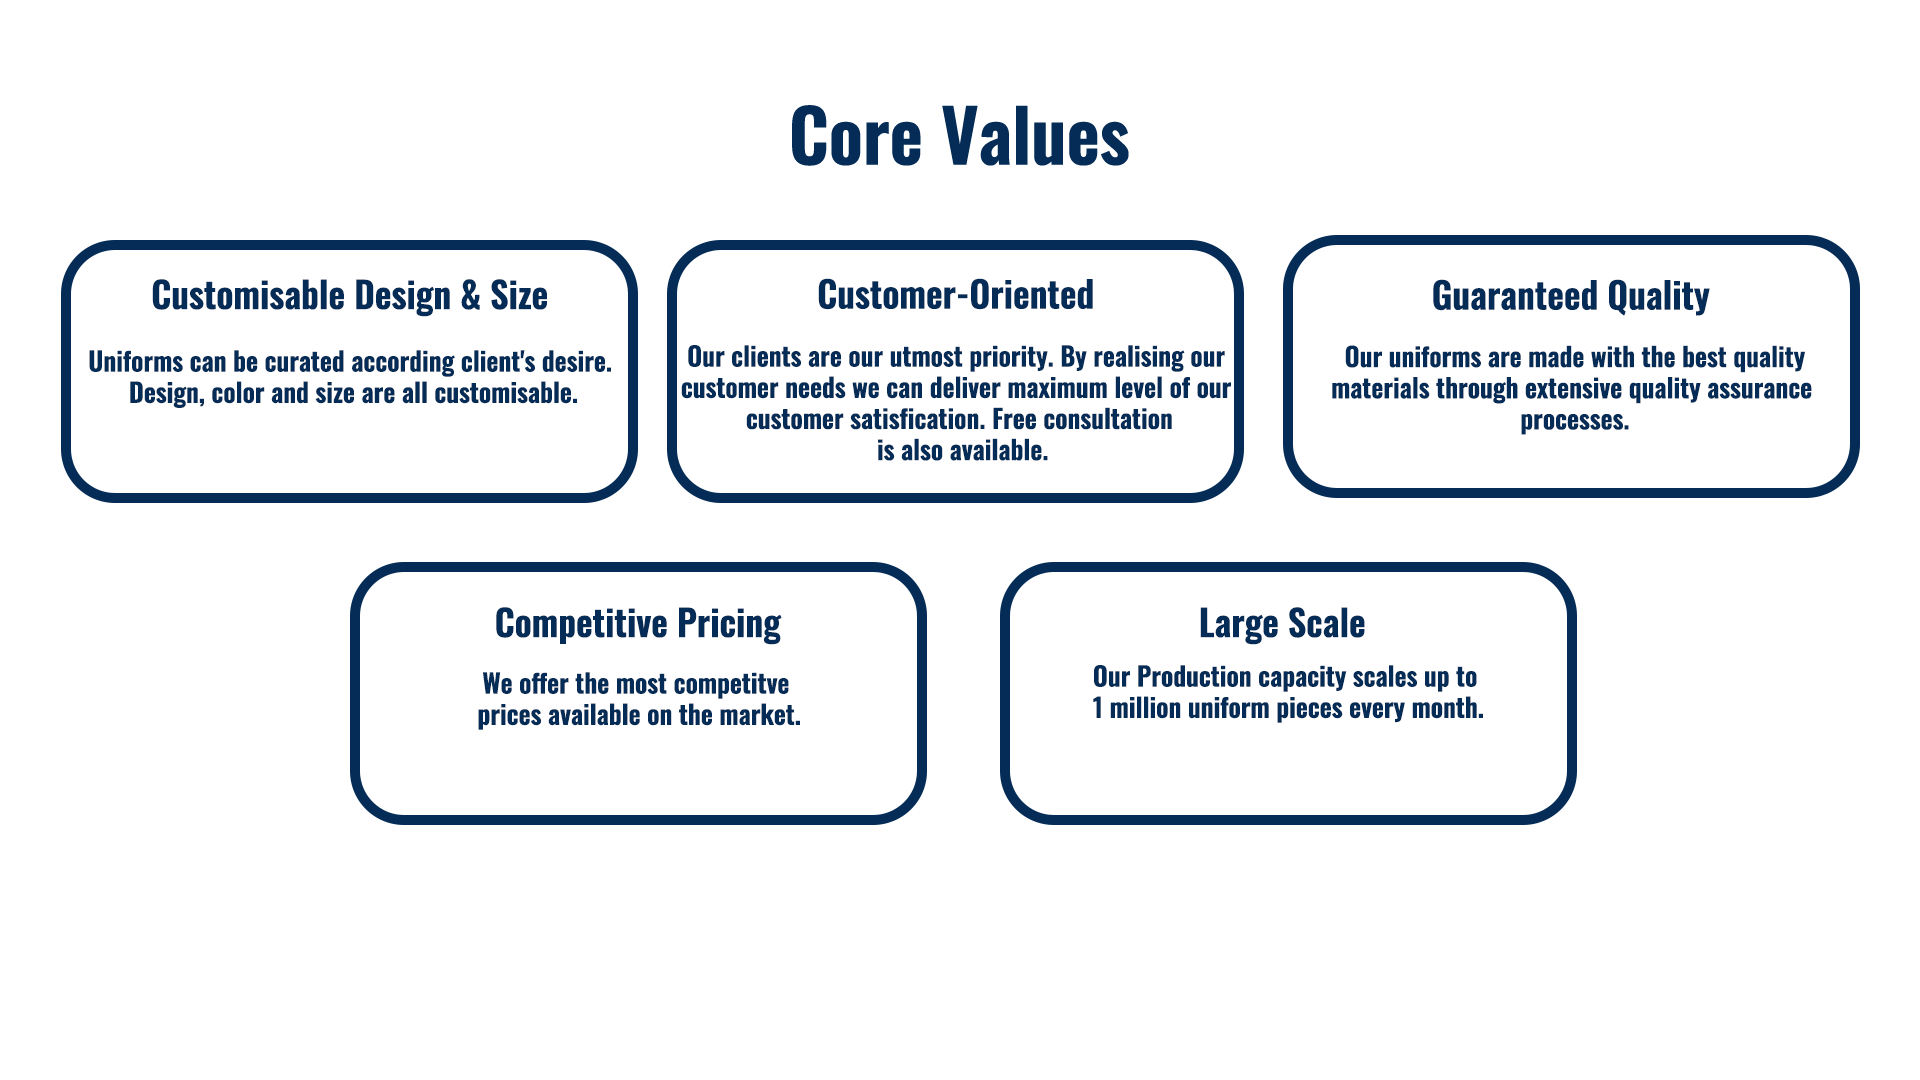 Core Values
Customisable Design & Size
Uniforms can be curated according client's desire.
Design, color and size are all customisable.
Customer-Oriented
Our clients are our utmost priority. By realising our
customer needs we can deliver maximum level of our
customer satisfication. Free consultation
is also available.
Guaranteed Quality
Our uniforms are made with the best quality
materials through extensive quality assurance
processes.
Competitive Pricing
We offer the most competitve
prices available on the market.
Large Scale
Our Production capacity scales up to
1 million uniform pieces every month.